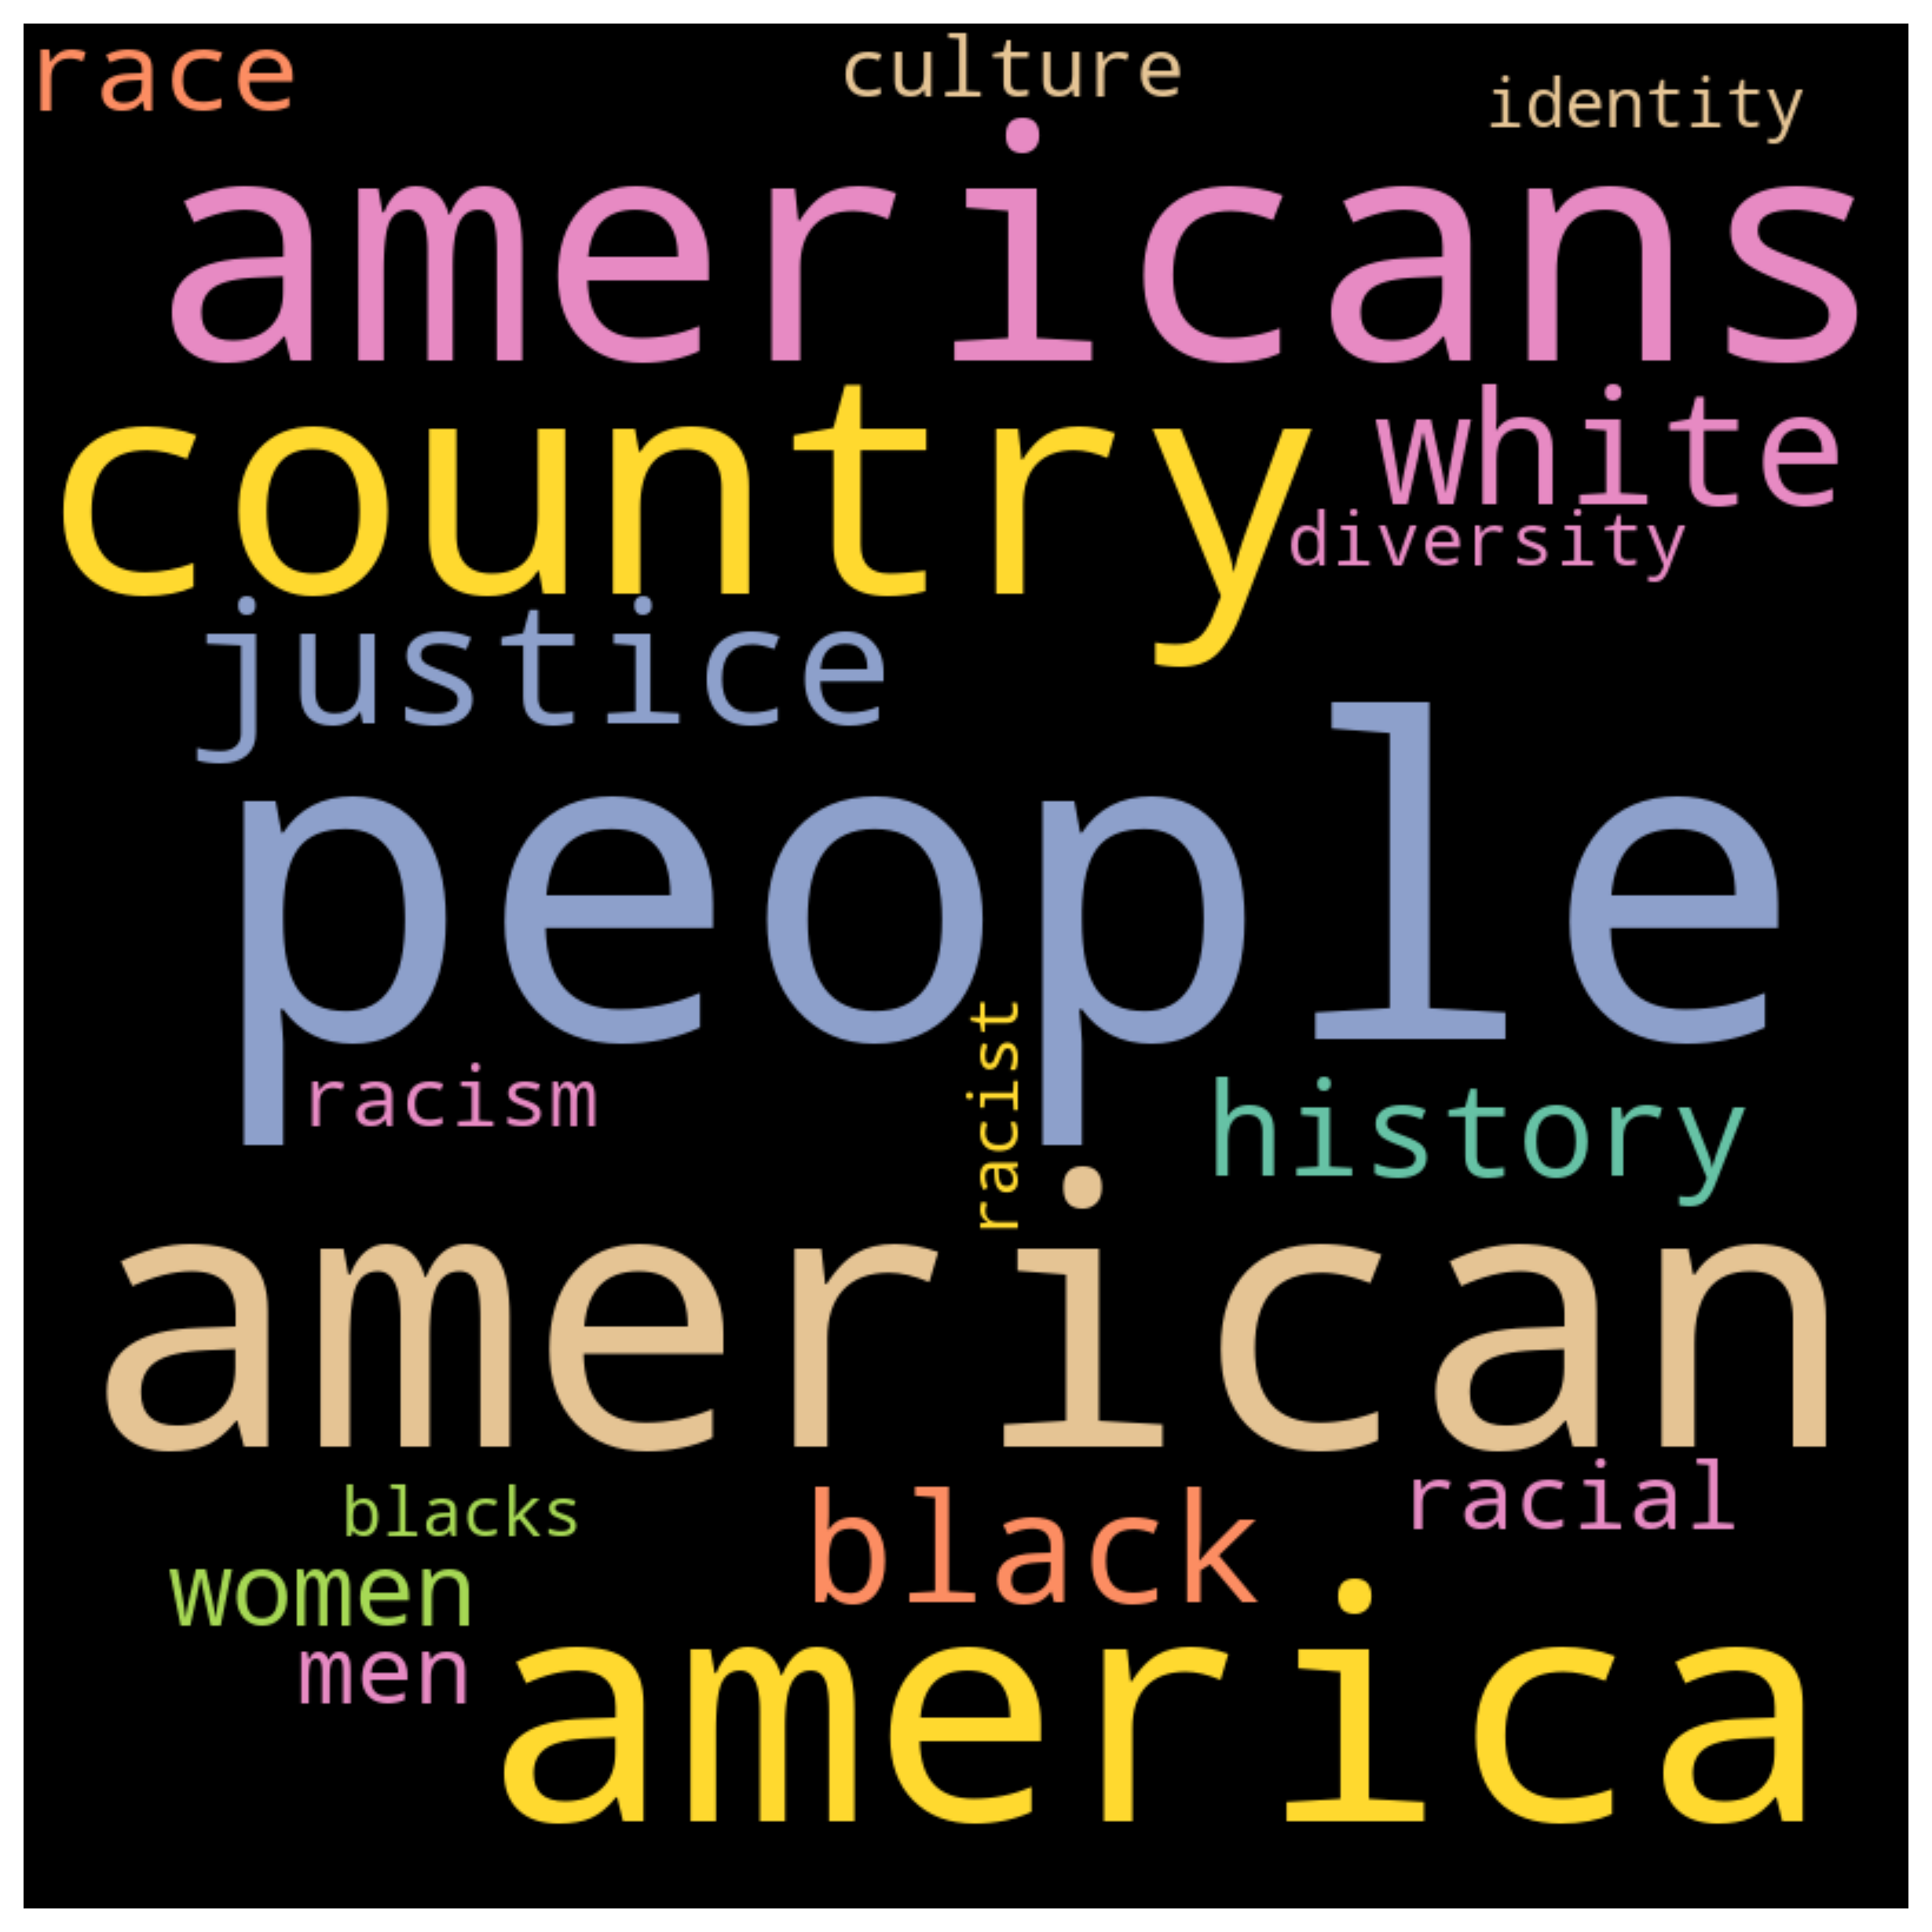 race
culture
identity
americans
country
white
diversity
justice
people
racism
racist
history
american
blacks
black
racial
women
men
america